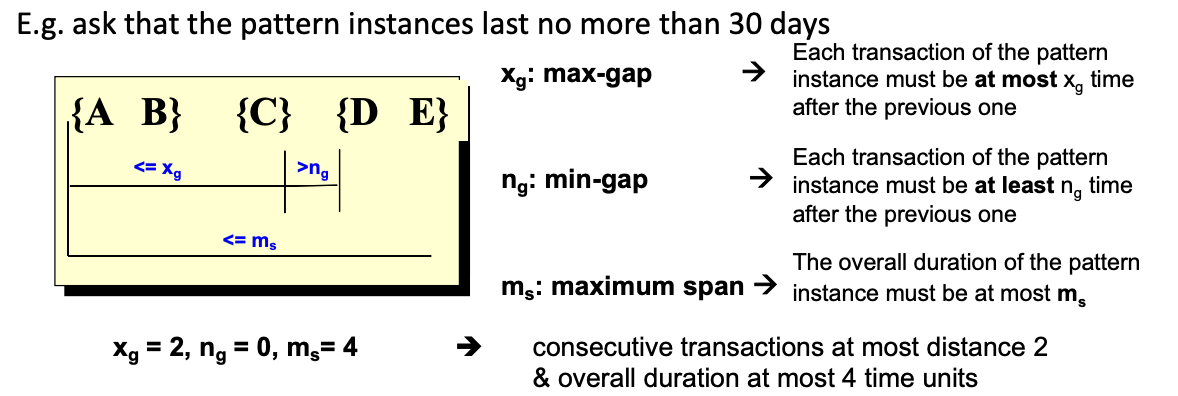 E.g. ask that the pattern instances last no more than 30 days
{A B} {C} {D E}
<= xg
>ng
<= ms
xg: max-gap → Each transaction of the pattern
instance must be at most xg time
after the previous one
ng: min-gap → Each transaction of the pattern
instance must be at least ng time
after the previous one
ms: maximum span → The overall duration of the pattern
instance must be at most ms
xg = 2, ng = 0, ms= 4 → consecutive transactions at most distance 2
& overall duration at most 4 time units